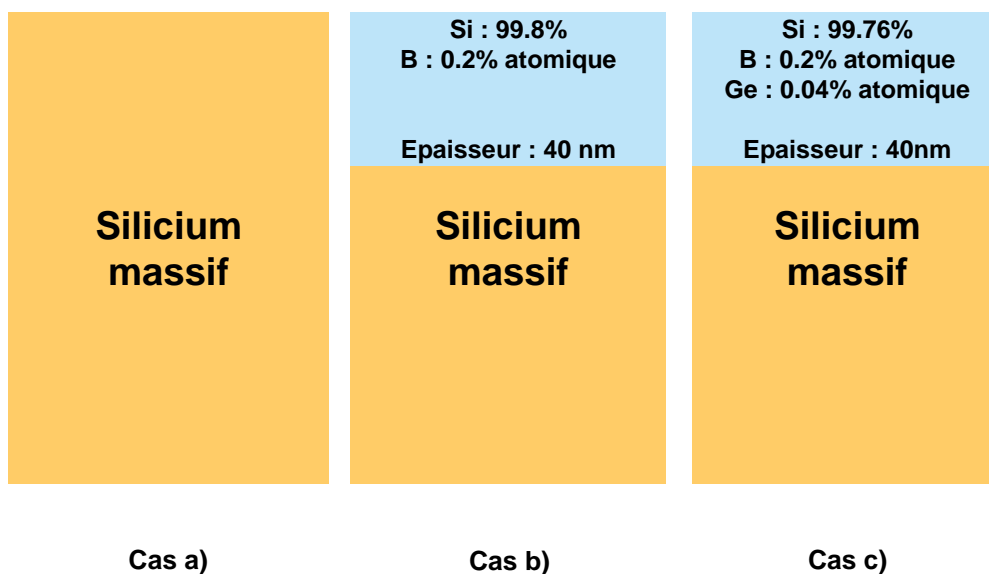 Silicium
massif
Cas a)
Si : 99.8%
B : 0.2% atomique
Epaisseur : 40 nm
Silicium
massif
Cas b)
Si : 99.76%
B : 0.2% atomique
Ge : 0.04% atomique
Epaisseur : 40nm
Silicium
massif
Cas c)